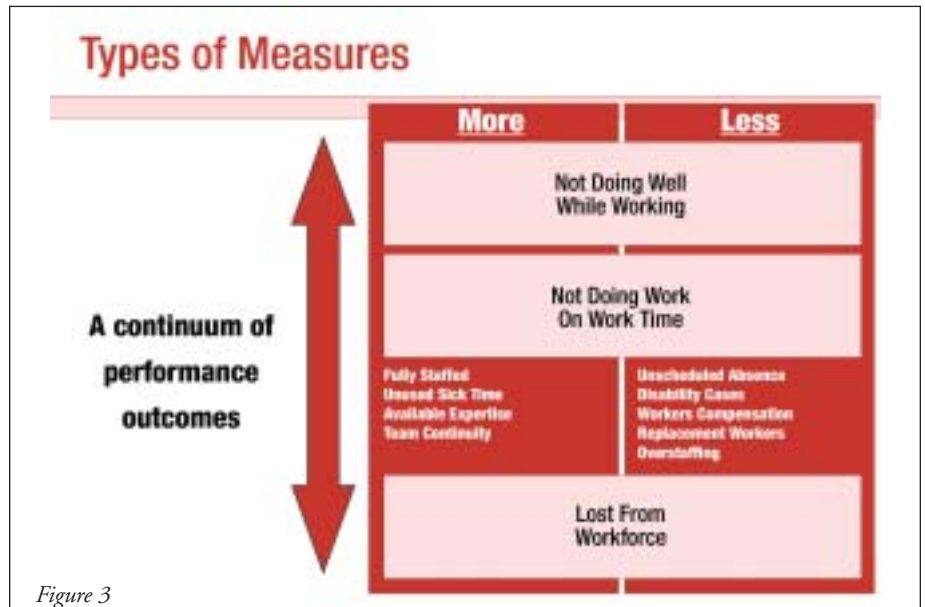 Types of Measures
More
Less
Not Doing Well
While Working
Not Doing Work
On Work Time
A continuum of
performance
outcomes
Fully Staffed
Unused Sick Time
Available Expertise
Team Continuity
Unscheduled Absence
Disability Cases
Workers Compensation
Replacement Workers
Overstaffing
Lost From
Workforce
Figure 3